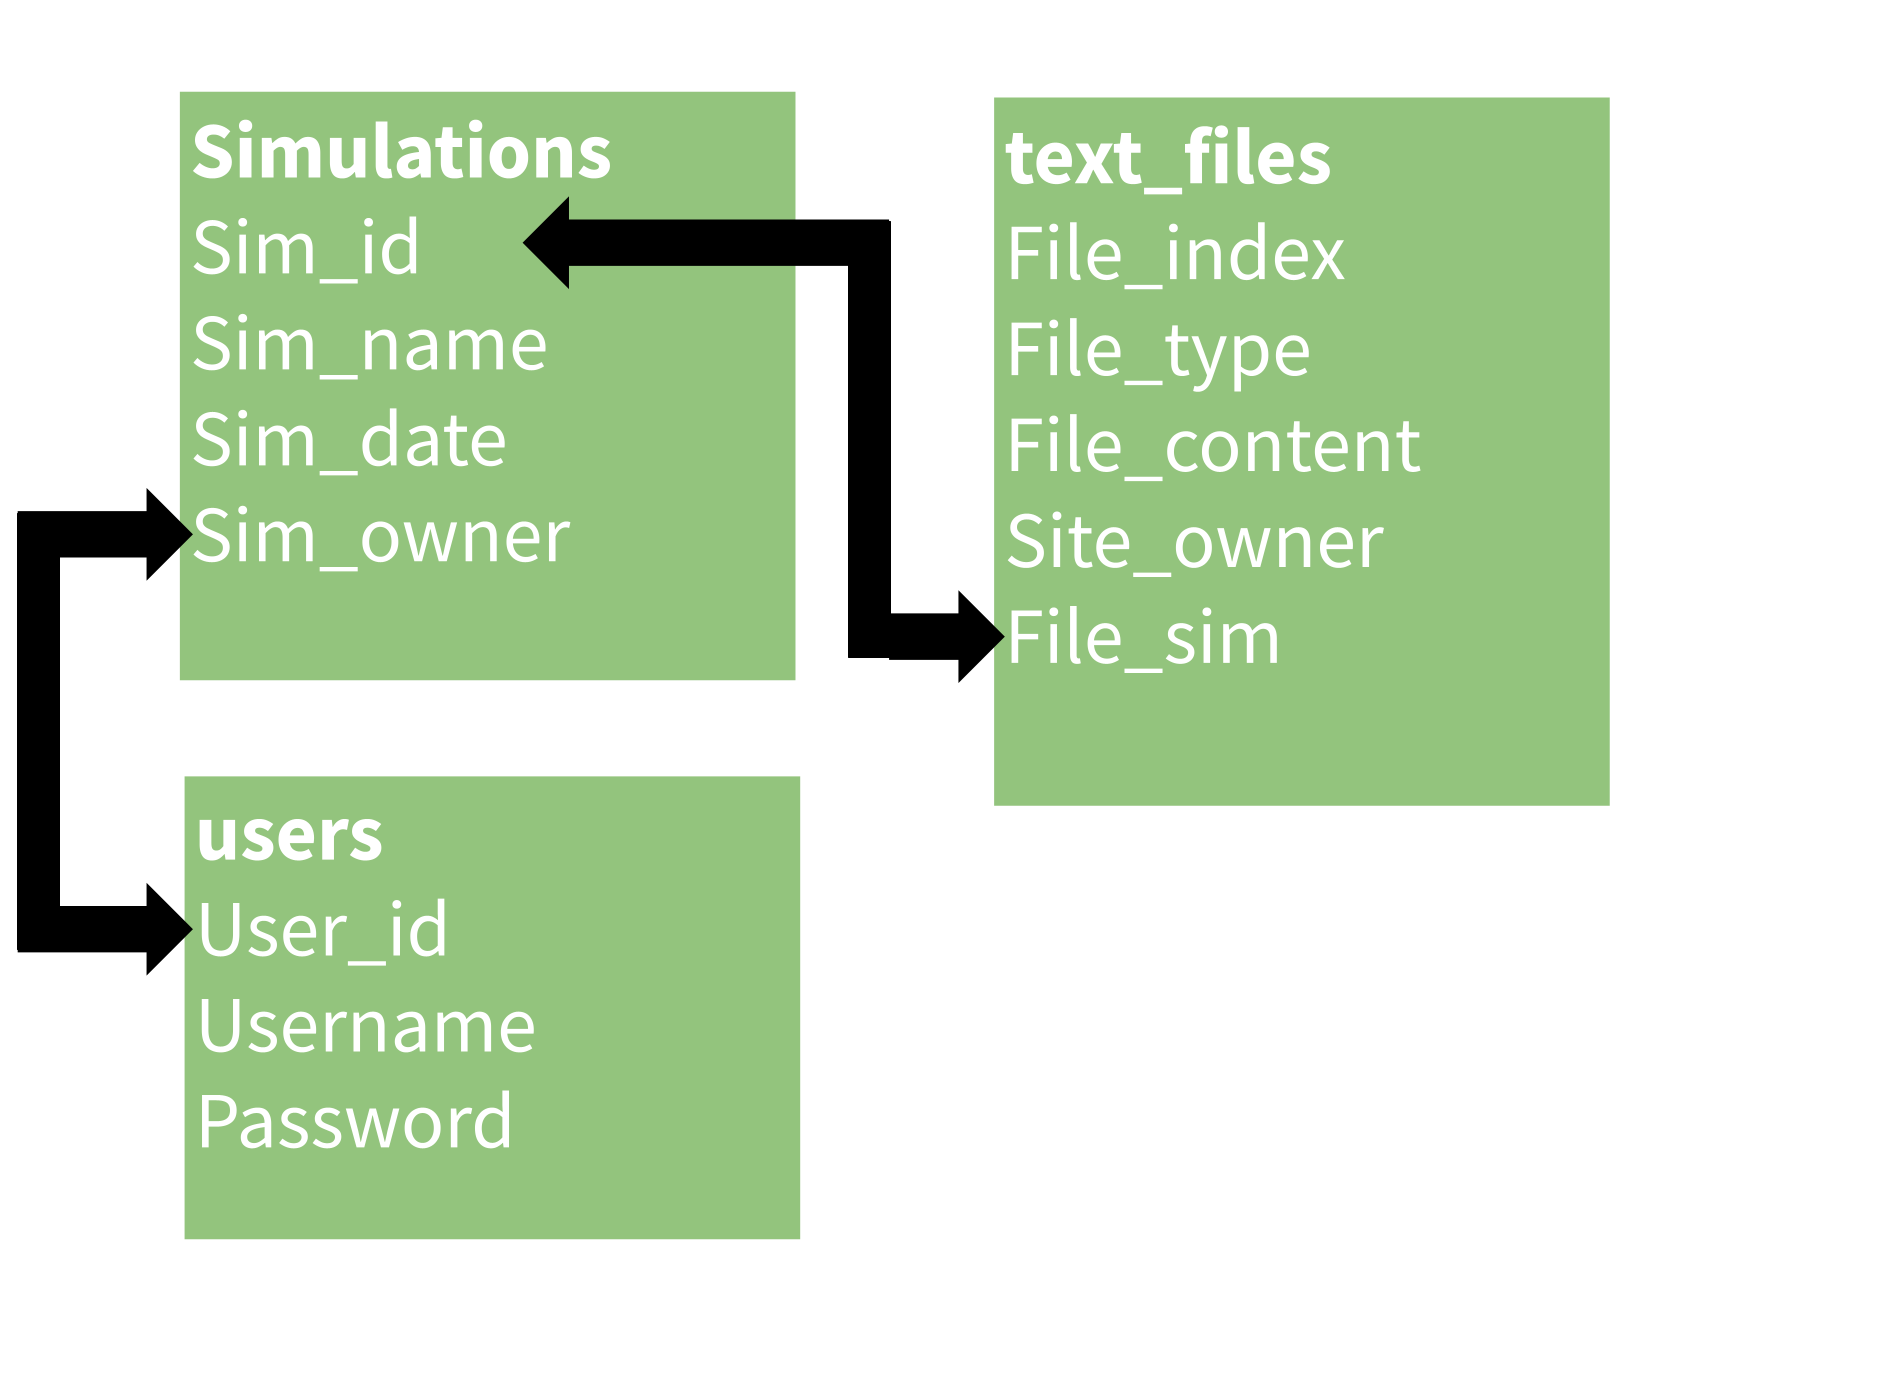 Simulations
Sim_id
Sim_name
Sim_date
Sim_owner
text_files
File_index
File_type
File_content
Site_owner
File_sim
users
User_id
Username
Password